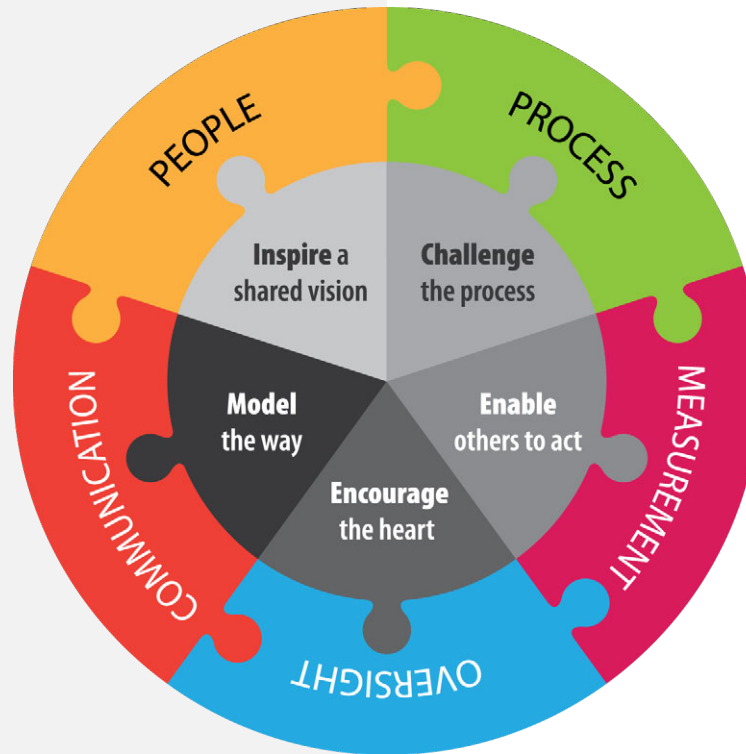 PEOPLE
PROCESS
MEASUREMENT
OVERSIGHT
COMMUNICATION
Inspire a
shared vision
Challenge
the process
Enable
others to act
Encourage
the heart
Model
the way